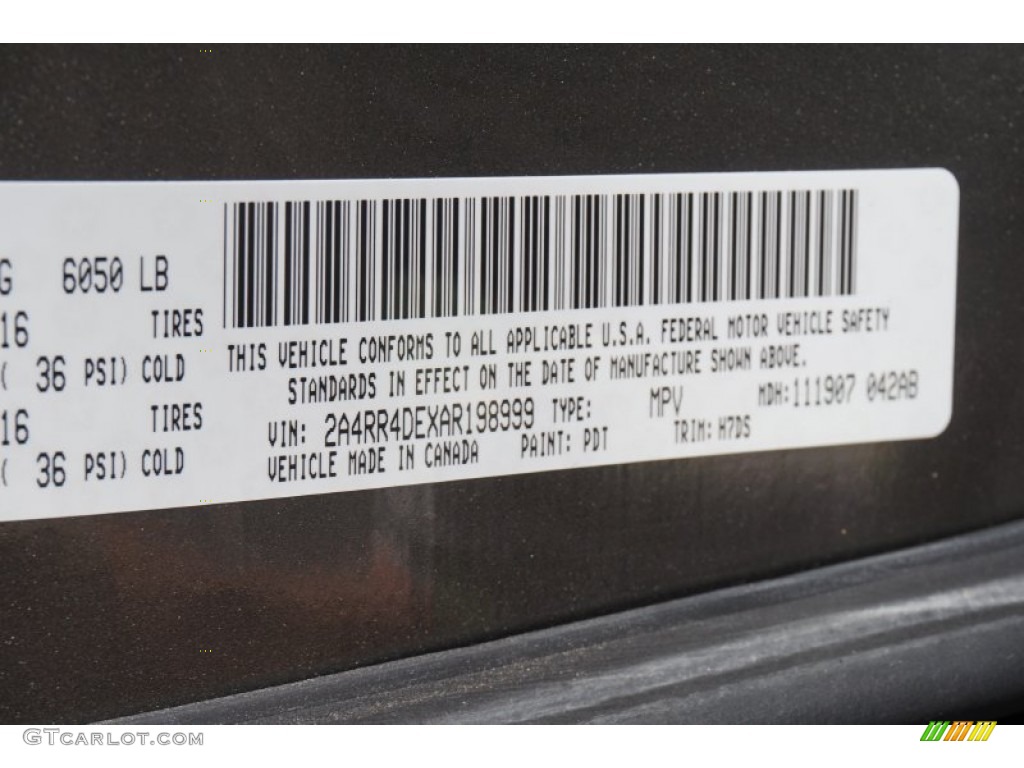 G 6050 LB
16 TIRES
( 36 PSI) COLD
16 TIRES
( 36 PSI) COLD
THIS VEHICLE CONFORMS TO ALL APPLICABLE U.S.A. FEDERAL MOTOR VEHICLE SAFETY
STANDARDS IN EFFECT ON THE DATE OF MANUFACTURE SHOWN ABOVE.
VIN: 2A4RR4DEXAR198999 TYPE: MPV MDH:111907 042AB
VEHICLE MADE IN CANADA PAINT: PDT TRIM: H7DS
GTCARLOT.COM